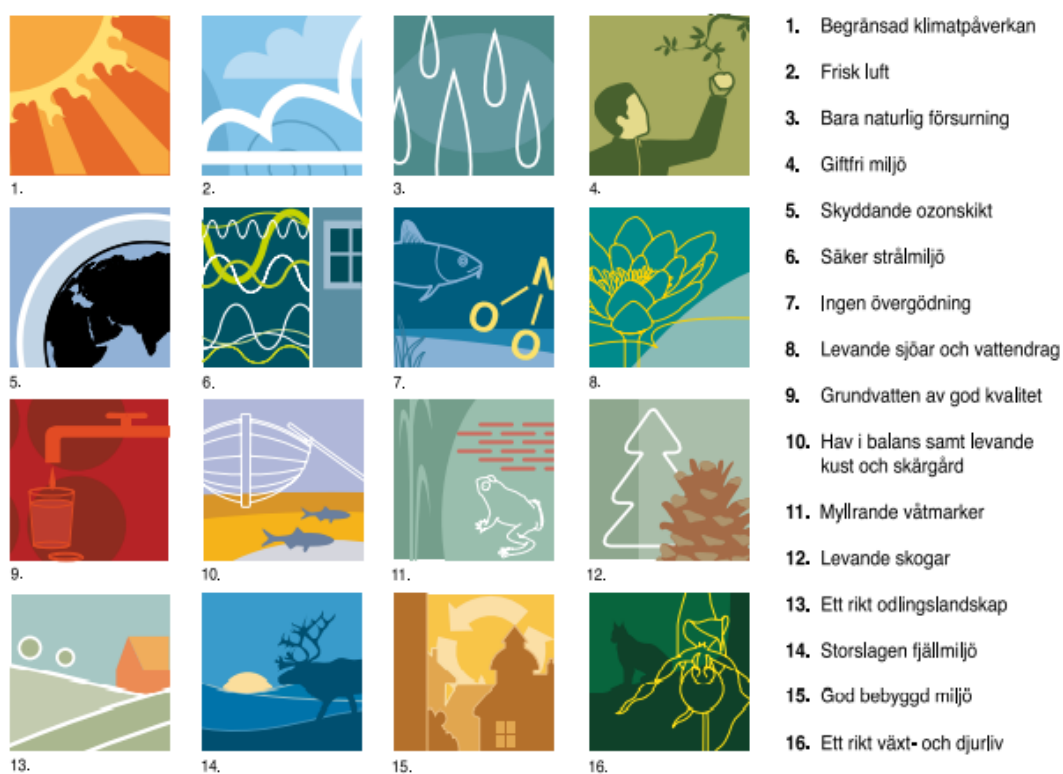 1.
2.
3.
4.
5.
6.
N
O
O
7.
8.
9.
10.
11.
12.
13.
14.
15.
16.
1. Begränsad klimatpåverkan
2. Frisk luft
3. Bara naturlig försurning
4. Giftfri miljö
5. Skyddande ozonskikt
6. Säker strålmiljö
7. Ingen övergödning
8. Levande sjöar och vattendrag
9. Grundvatten av god kvalitet
10. Hav i balans samt levande
kust och skärgård
11. Myllrande våtmarker
12. Levande skogar
13. Ett rikt odlingslandskap
14. Storslagen fjällmiljö
15. God bebyggd miljö
16. Ett rikt växt- och djurliv